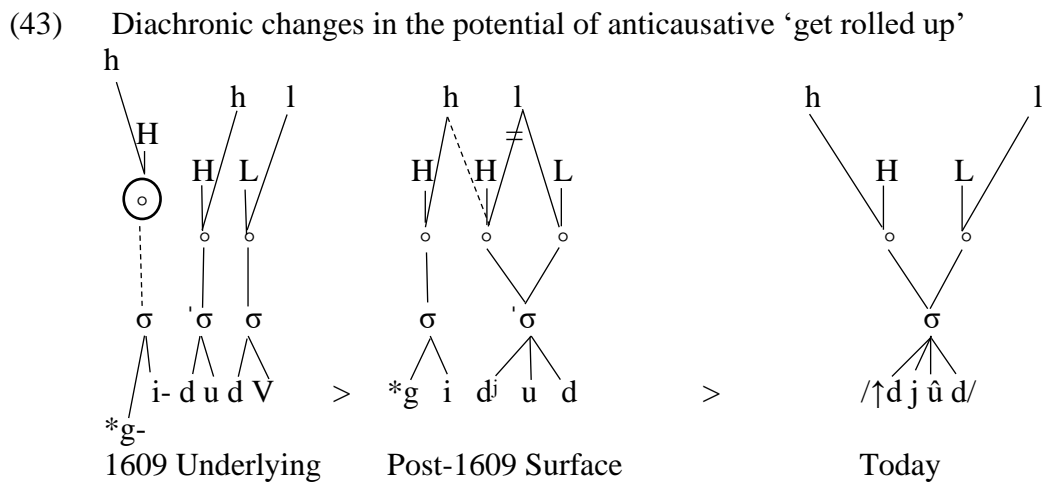 (43) Diachronic changes in the potential of anticausative ‘get rolled up’
h
h l h l h l
H
H L H H L H L
=
σ ˈσ σ σ ˈσ σ
i- d u d V > *g i dʲ u d > /↑d j û d/
*g-
1609 Underlying Post-1609 Surface Today